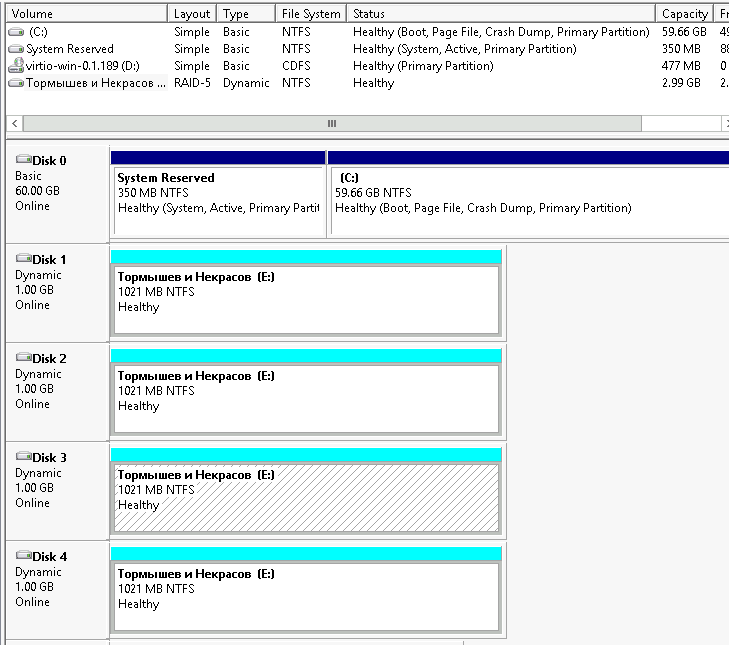 Volume Layout Type File System Status Capacity Fr
(C:) Simple Basic NTFS Healthy (Boot, Page File, Crash Dump, Primary Partition) 59.66 GB 49
System Reserved Simple Basic NTFS Healthy (System, Active, Primary Partition) 350 MB 88
virtio-win-0.1.189 (D:) Simple Basic CDFS Healthy (Primary Partition) 477 MB 0
Тормышев и Некрасов ... RAID-5 Dynamic NTFS Healthy 2.99 GB 2.
Disk 0
Basic
60.00 GB
Online
System Reserved
350 MB NTFS
Healthy (System, Active, Primary Partit
(C:)
59.66 GB NTFS
Healthy (Boot, Page File, Crash Dump, Primary Partition)
Disk 1
Dynamic
1.00 GB
Online
Тормышев и Некрасов (E:)
1021 MB NTFS
Healthy
Disk 2
Dynamic
1.00 GB
Online
Тормышев и Некрасов (E:)
1021 MB NTFS
Healthy
Disk 3
Dynamic
1.00 GB
Online
Тормышев и Некрасов (E:)
1021 MB NTFS
Healthy
Disk 4
Dynamic
1.00 GB
Online
Тормышев и Некрасов (E:)
1021 MB NTFS
Healthy